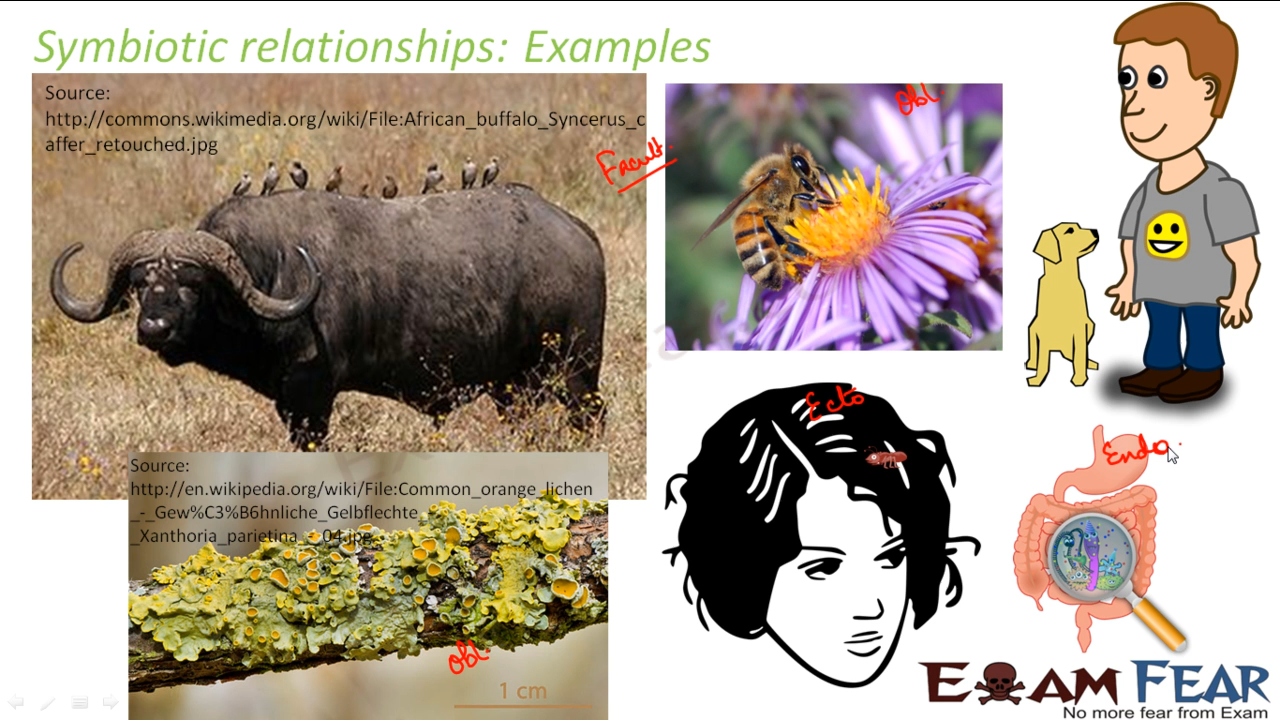 Symbiotic relationships: Examples
Source:
http://commons.wikimedia.org/wiki/File:African_buffalo_Syncerus_c
affer_retouched.jpg
Facult.
Obl.
Ecto
Endo.
Source:
http://en.wikipedia.org/wiki/File:Common_orange_lichen
_-_Gew%C3%B6hnliche_Gelbflechte_-
_Xanthoria_parietina_-_04.jpg
Obl.
1 cm
EXAM FEAR
No more fear from Exam